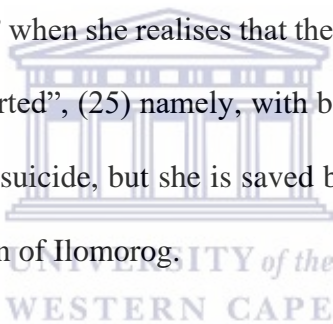 when she realises that the
rted”, (25) namely, with b
suicide, but she is saved b
n of Ilomorog.
UNIVERSITY of the
WESTERN CAPE